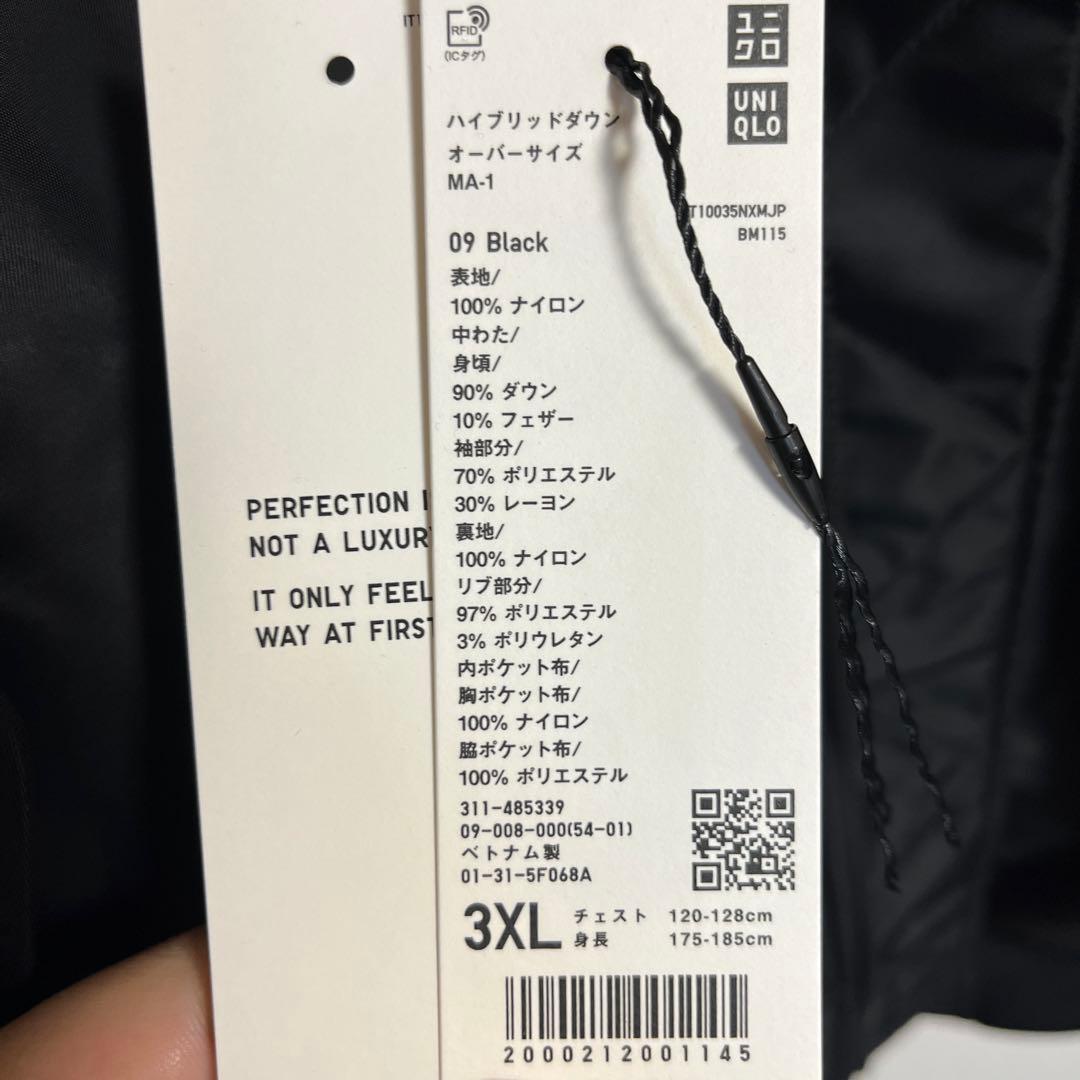 RFID
(ICタグ)
ユニ
クロ
UNI
QLO
ハイブリッドダウン
オーバーサイズ
MA-1
T10035NXMJP
BM115
09 Black
表地/
100% ナイロン
中わた/
身頃/
90% ダウン
10% フェザー
袖部分/
70% ポリエステル
30% レーヨン
裏地/
100% ナイロン
リブ部分/
97% ポリエステル
3% ポリウレタン
内ポケット布/
胸ポケット布/
100% ナイロン
脇ポケット布/
100% ポリエステル
311-485339
09-008-000(54-01)
ベトナム製
01-31-5F068A
3XL
チェスト 120-128cm
身長 175-185cm
2000212001145
PERFECTION
NOT A LUXUR
IT ONLY FEEL
WAY AT FIRST